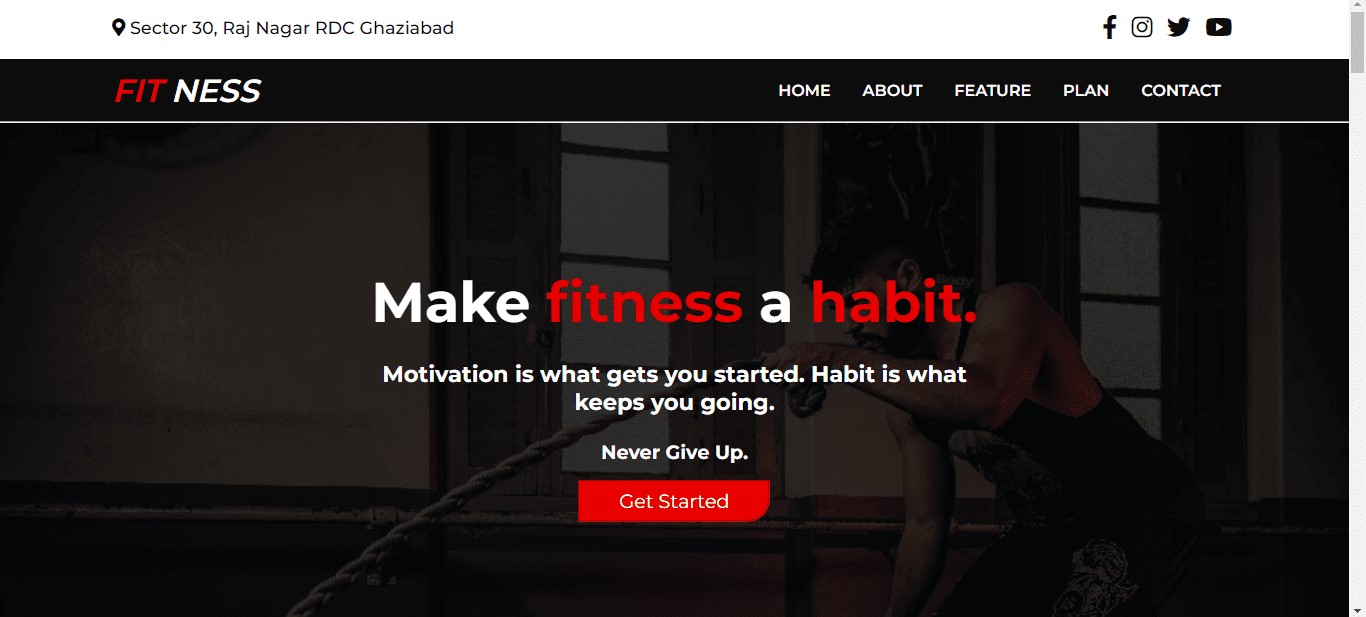 Sector 30, Raj Nagar RDC Ghaziabad
FIT NESS
HOME ABOUT FEATURE PLAN CONTACT
Make fitness a habit.
Motivation is what gets you started. Habit is what
keeps you going.
Never Give Up.
Get Started
Body